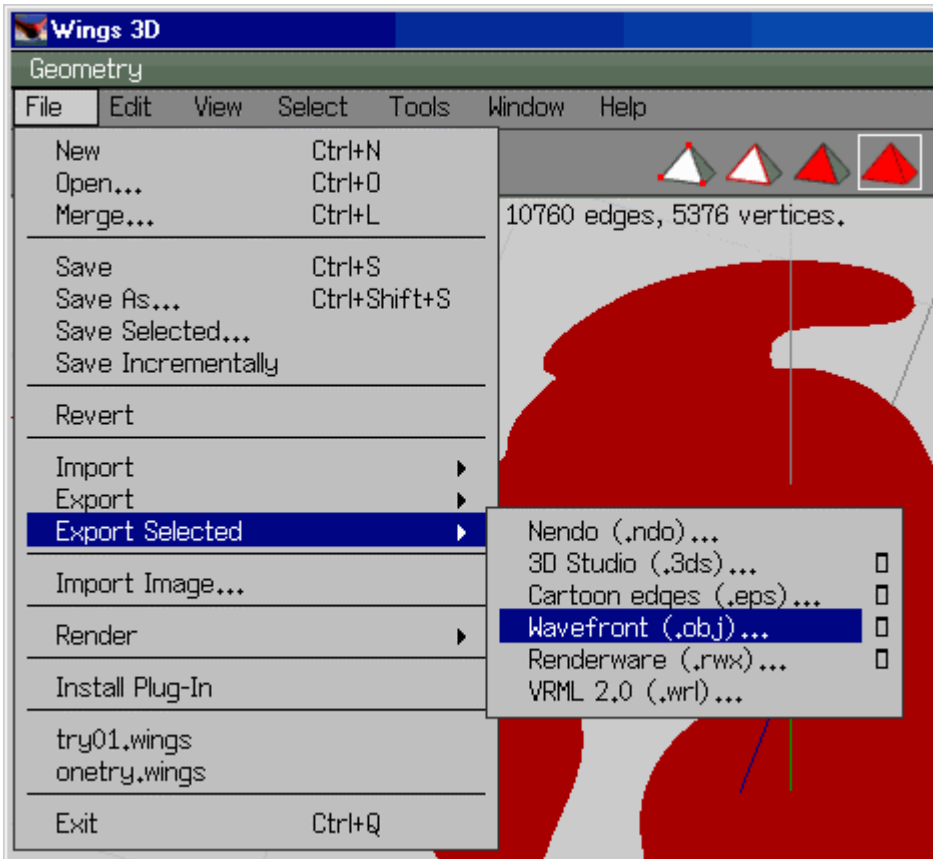 Wings 3D
Geometry
File Edit View Select Tools Window Help
New Ctrl+N
Open... Ctrl+O
Merge... Ctrl+L
10760 edges, 5376 vertices.
Save Ctrl+S
Save As... Ctrl+Shift+S
Save Selected...
Save Incrementally
Revert
Import
Export
Export Selected
Nendo (.ndo)...
3D Studio (.3ds)...
Cartoon edges (.eps)...
Wavefront (.obj)...
Renderware (.rwx)...
VRML 2.0 (.wrl)...
Import Image...
Render
Install Plug-In
try01.wings
onetry.wings
Exit Ctrl+Q